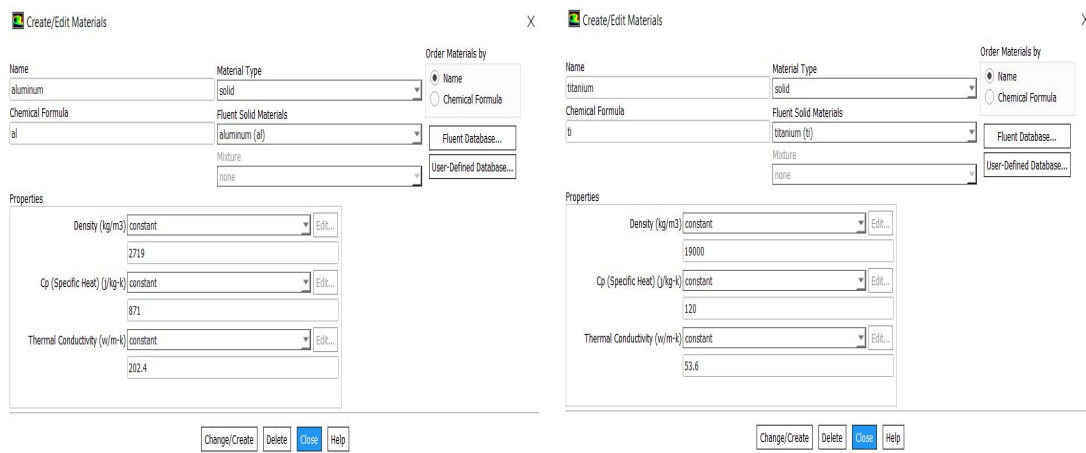 Create/Edit Materials
X
Name
aluminum
Material Type
solid
Order Materials by
Name
Chemical Formula
Chemical Formula
al
Fluent Solid Materials
aluminum (al)
Mixture
none
Fluent Database...
User-Defined Database...
Properties
Density (kg/m3) constant Edit...
2719
Cp (Specific Heat) (j/kg-k) constant Edit...
871
Thermal Conductivity (w/m-k) constant Edit...
202.4
Change/Create Delete Close Help
Create/Edit Materials
X
Name
titanium
Material Type
solid
Order Materials by
Name
Chemical Formula
Chemical Formula
ti
Fluent Solid Materials
titanium (ti)
Mixture
none
Fluent Database...
User-Defined Database...
Properties
Density (kg/m3) constant Edit...
19000
Cp (Specific Heat) (j/kg-k) constant Edit...
120
Thermal Conductivity (w/m-k) constant Edit...
53.6
Change/Create Delete Close Help